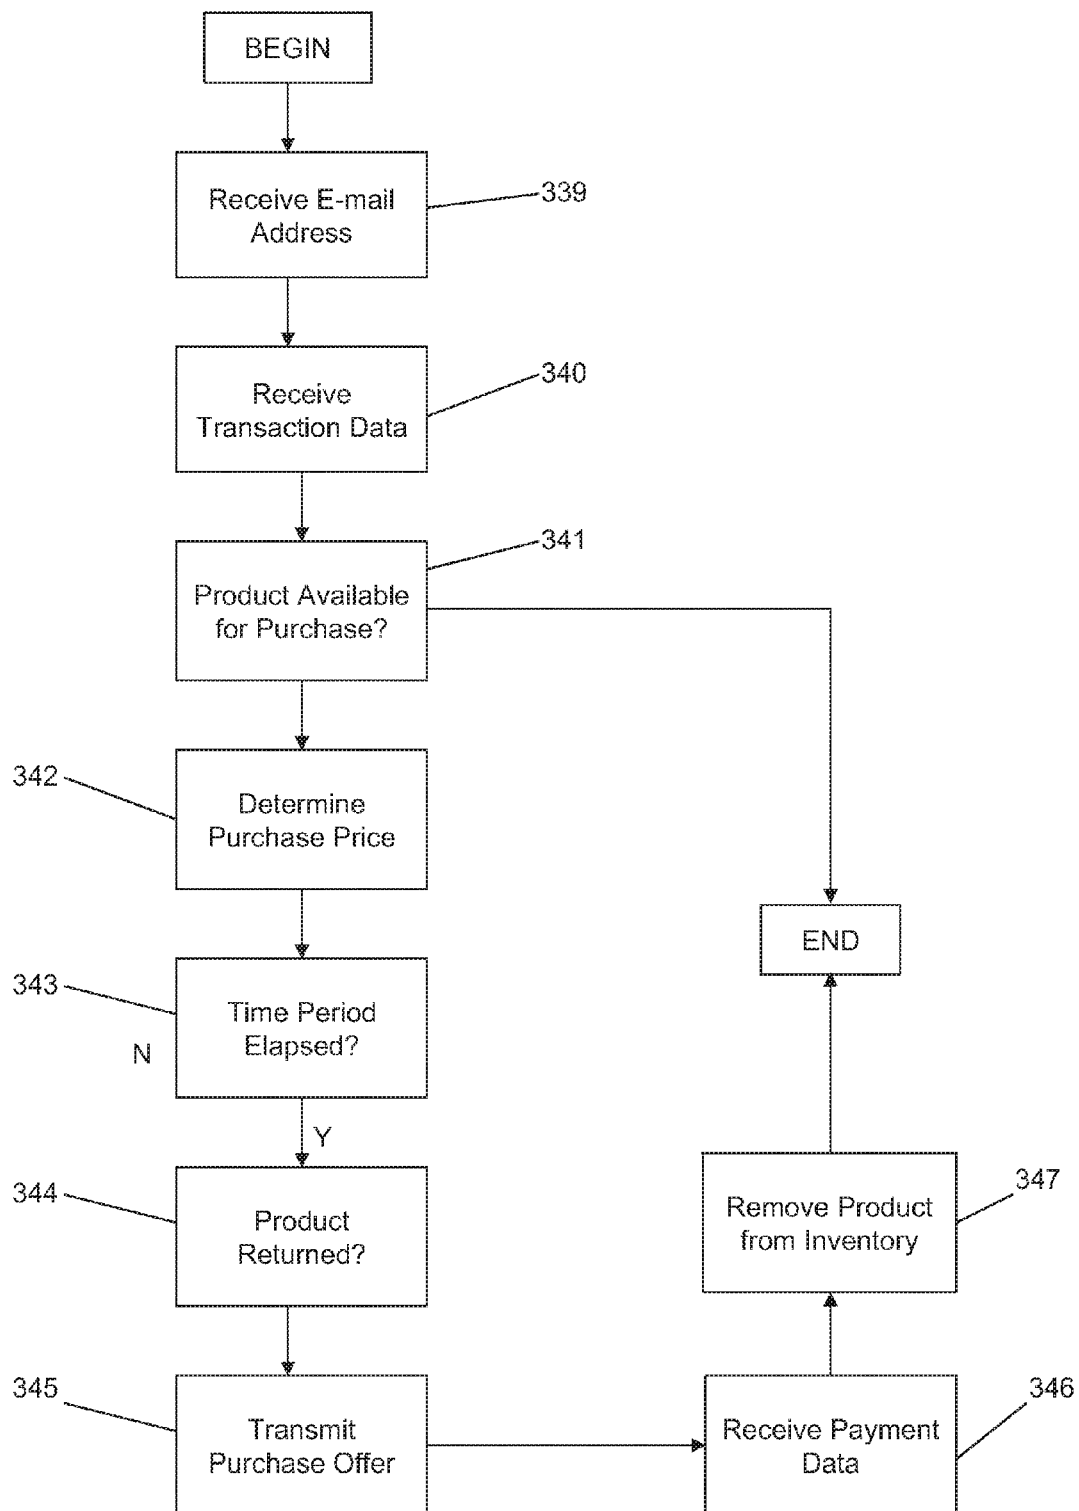 BEGIN
Receive E-mail
Address
339
Receive
Transaction Data
340
Product Available
for Purchase?
341
342
Determine
Purchase Price
343
N
Time Period
Elapsed?
Y
END
344
Product
Returned?
Remove Product
from Inventory
347
345
Transmit
Purchase Offer
Receive Payment
Data
346